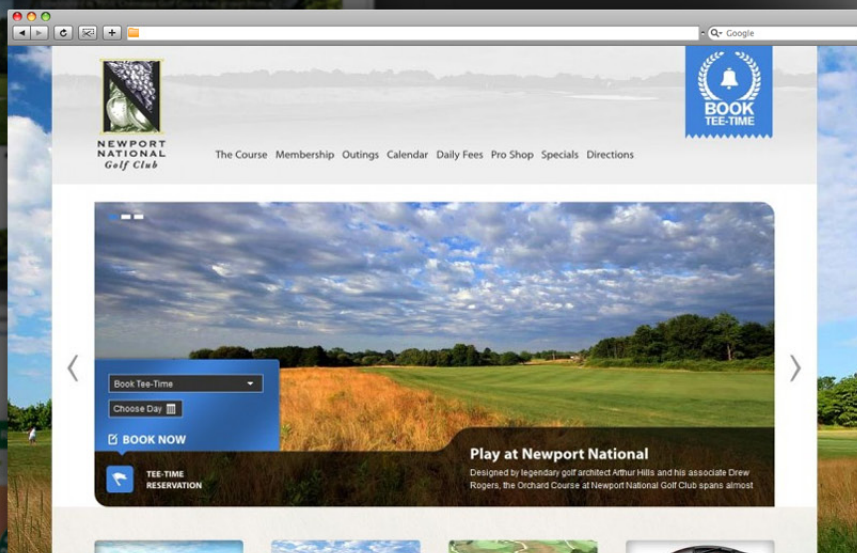 Google
BOOK
TEE-TIME
NEWPORT
NATIONAL
Golf Club
The Course Membership Outings Calendar Daily Fees Pro Shop Specials Directions
Book Tee-Time
Choose Day
BOOK NOW
TEE-TIME
RESERVATION
Play at Newport National
Designed by legendary golf architect Arthur Hills and his associate Drew
Rogers, the Orchard Course at Newport National Golf Club spans almost